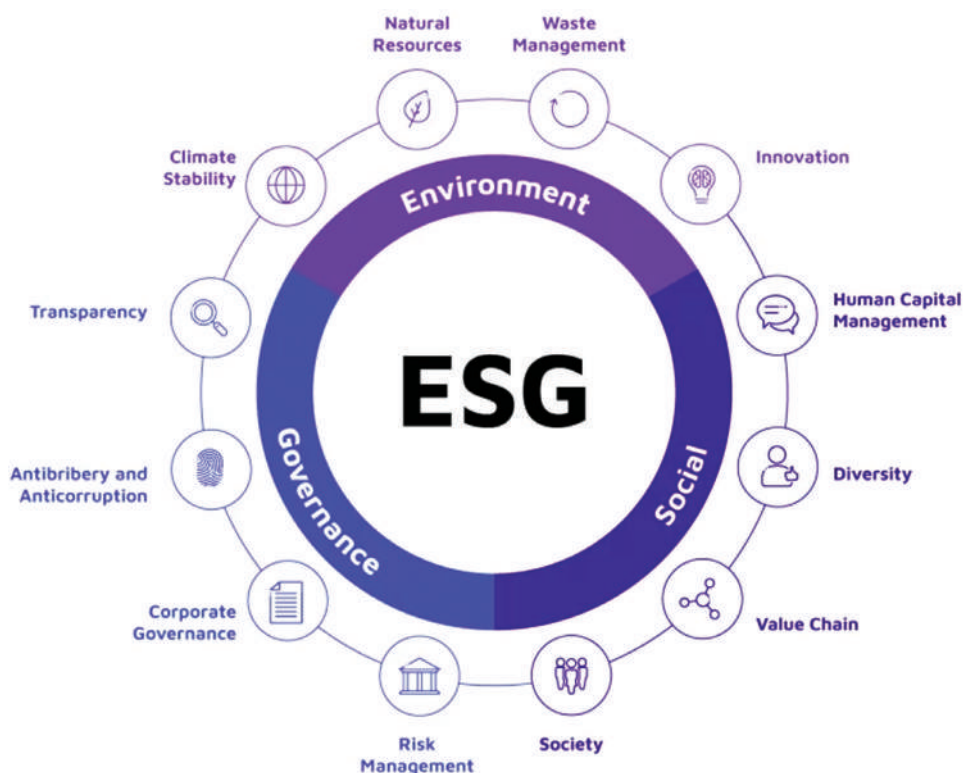 Natural
Resources
Waste
Management
Climate
Stability
Innovation
Environment
Transparency
Human Capital
Management
ESG
Antibribery and
Anticorruption
Governance
Social
Diversity
Corporate
Governance
Value Chain
Risk
Management
Society